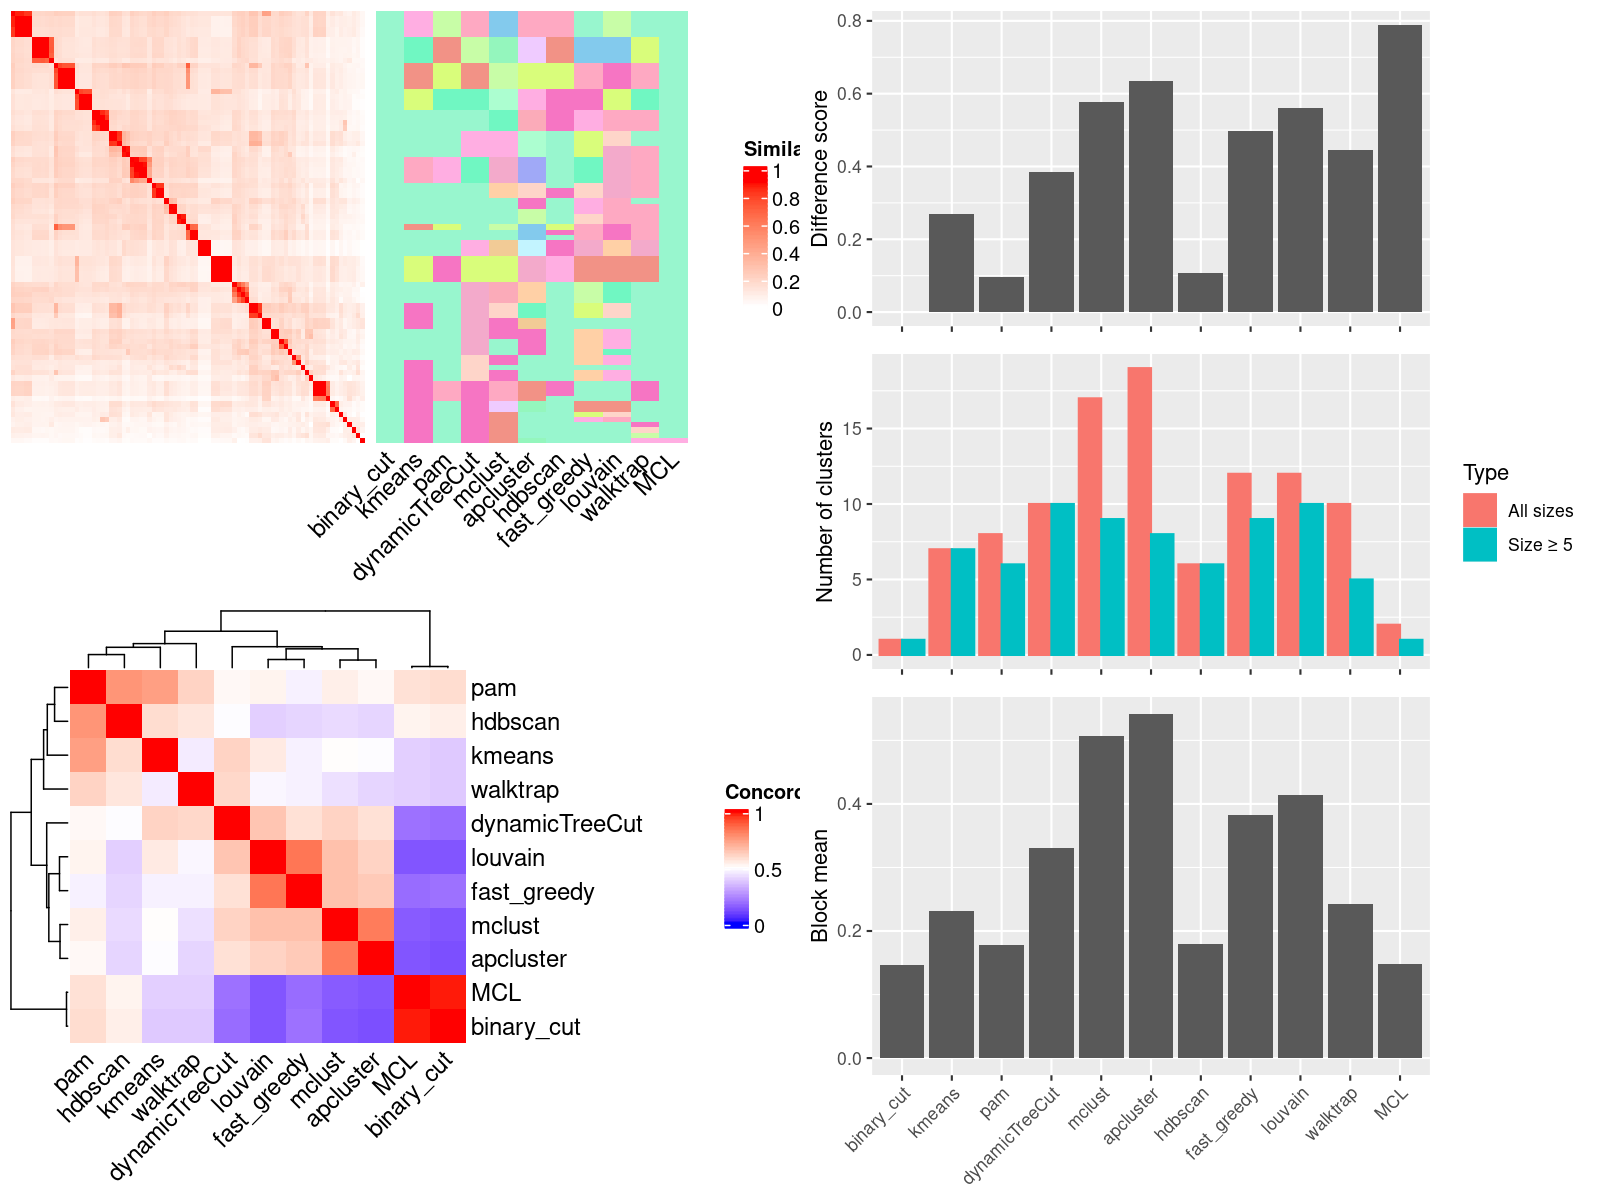 Simila
1
0.8
0.6
0.4
0.2
0
binary_cut
kmeans
pam
dynamicTreeCut
mclust
apcluster
hdbscan
fast_greedy
louvain
walktrap
MCL
pam
hdbscan
kmeans
walktrap
dynamicTreeCut
louvain
fast_greedy
mclust
apcluster
MCL
binary_cut
pam
hdbscan
kmeans
walktrap
dynamicTreeCut
louvain
fast_greedy
mclust
apcluster
MCL
binary_cut
Concord
1
0.5
0
Difference score
0.8
0.6
0.4
0.2
0.0
Number of clusters
15
10
5
0
Type
All sizes
Size ≥ 5
Block mean
0.4
0.2
0.0
binary_cut
kmeans
pam
dynamicTreeCut
mclust
apcluster
hdbscan
fast_greedy
louvain
walktrap
MCL